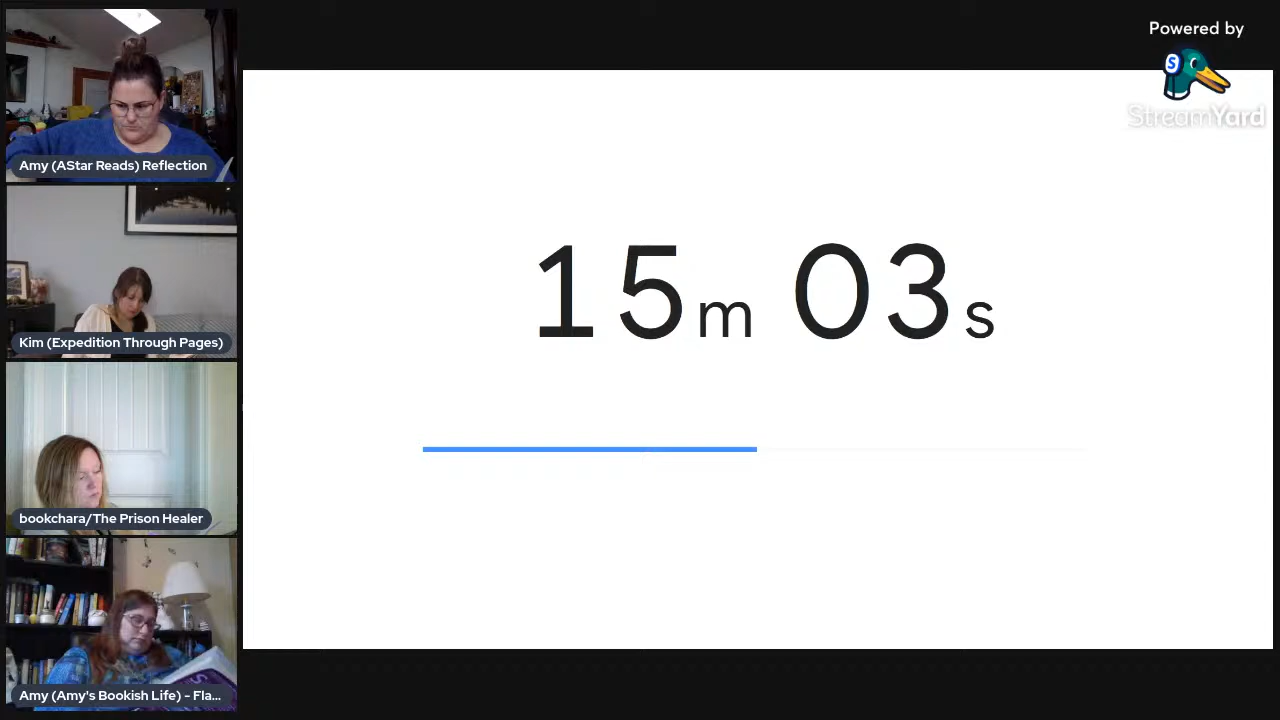 Powered by
StreamYard
Amy (AStar Reads) Reflection
Kim (Expedition Through Pages)
bookchara/The Prison Healer
Amy (Amy's Bookish Life) - Fla...
15m 03s